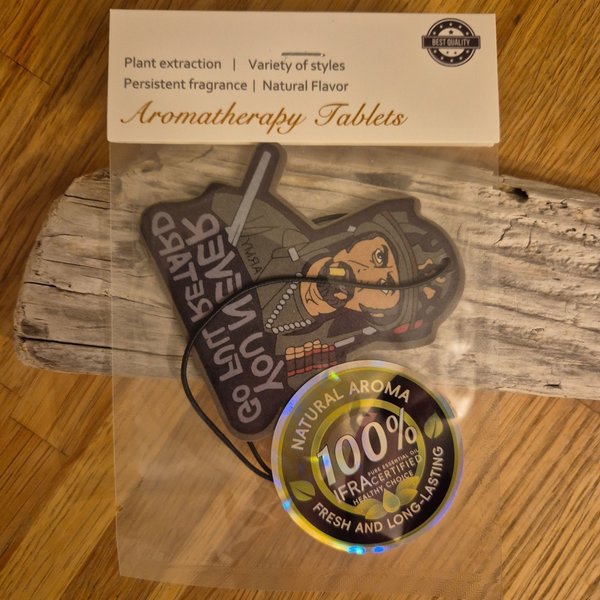 BEST QUALITY
Plant extraction | Variety of styles
Persistent fragrance | Natural Flavor
Aromatherapy Tablets
ARMY
YOU NEVER
GO FULL RETARD
NATURAL AROMA
100%
PURE ESSENTIAL OIL
IFRA CERTIFIED
HEALTHY CHOICE
FRESH AND LONG-LASTING